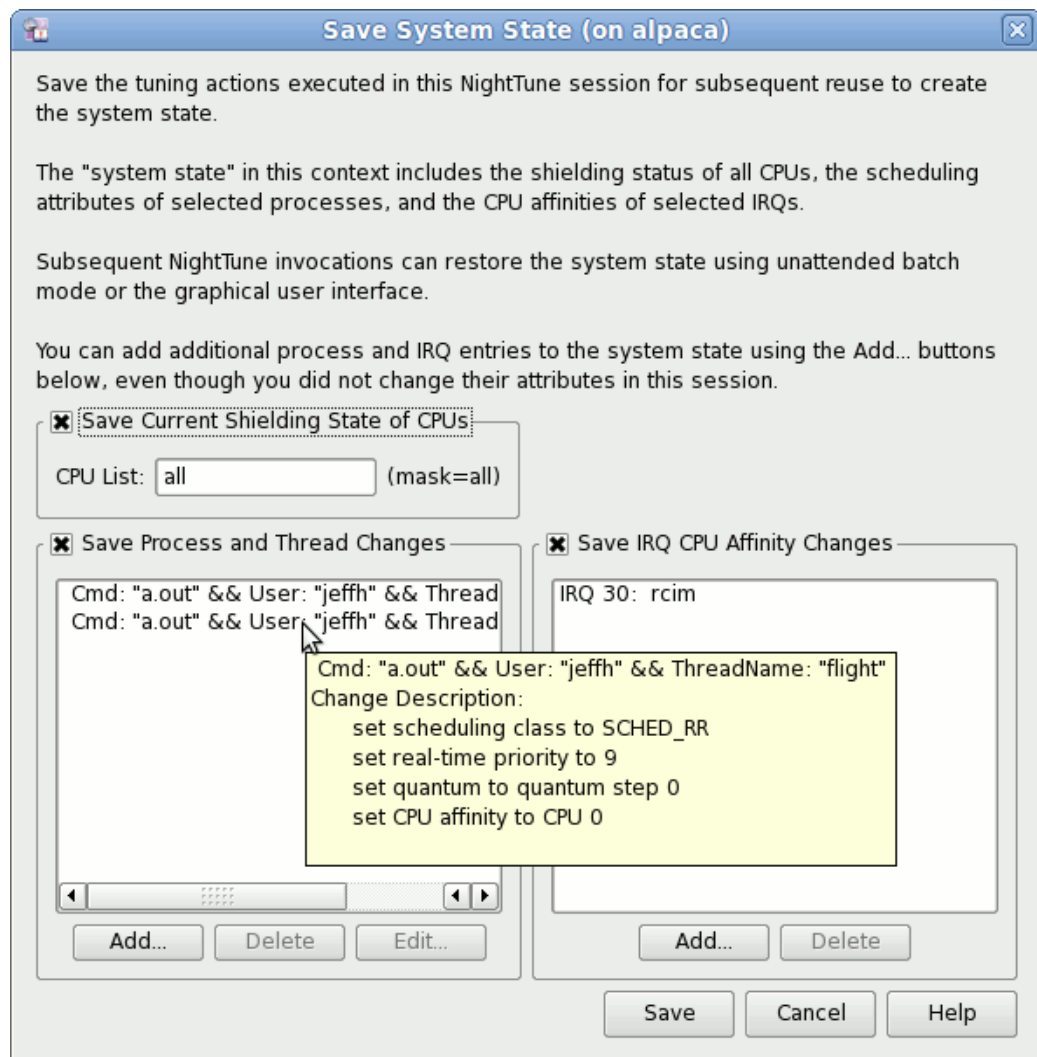 Save System State (on alpaca)
Save the tuning actions executed in this NightTune session for subsequent reuse to create
the system state.
The "system state" in this context includes the shielding status of all CPUs, the scheduling
attributes of selected processes, and the CPU affinities of selected IRQs.
Subsequent NightTune invocations can restore the system state using unattended batch
mode or the graphical user interface.
You can add additional process and IRQ entries to the system state using the Add... buttons
below, even though you did not change their attributes in this session.
Save Current Shielding State of CPUs
CPU List: all (mask=all)
Save Process and Thread Changes
Cmd: "a.out" && User: "jeffh" && Thread
Cmd: "a.out" && User: "jeffh" && Thread
Cmd: "a.out" && User: "jeffh" && ThreadName: "flight"
Change Description:
set scheduling class to SCHED_RR
set real-time priority to 9
set quantum to quantum step 0
set CPU affinity to CPU 0
Add... Delete Edit...
Save IRQ CPU Affinity Changes
IRQ 30: rcim
Add... Delete
Save Cancel Help